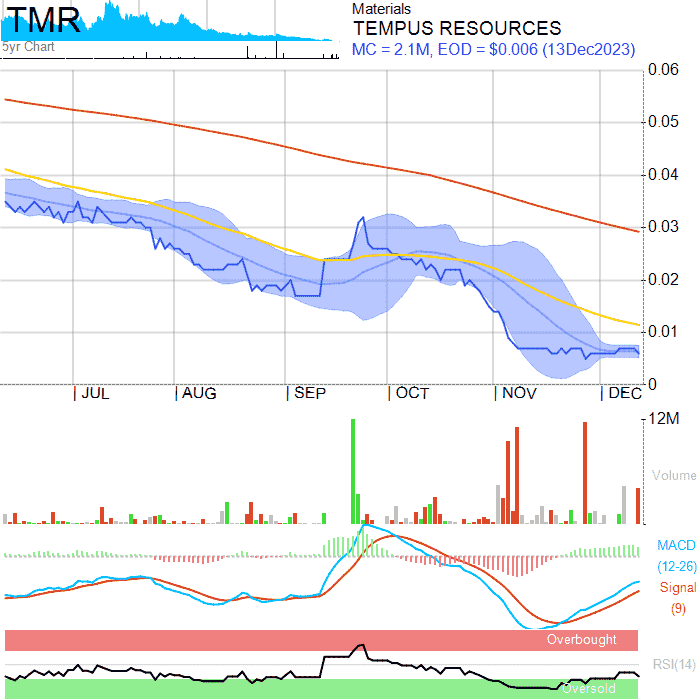 TMR
5yr Chart
Materials
TEMPUS RESOURCES
MC = 2.1M, EOD = $0.006 (13Dec2023)
0.06
0.05
0.04
0.03
0.02
0.01
0
JUL AUG SEP OCT NOV DEC
12M
Volume
MACD
(12-26)
Signal
(9)
Overbought
RSI(14)
Oversold